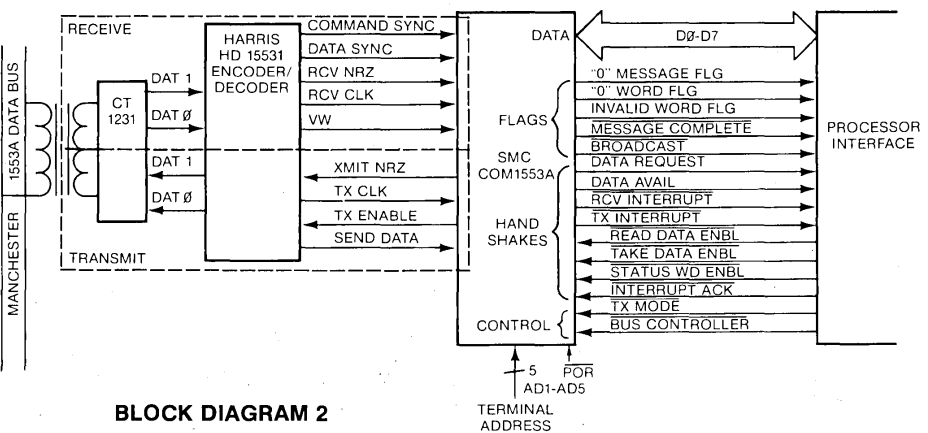 RECEIVE
HARRIS
HD 15531
ENCODER/
DECODER
CT
1231
DAT 1
DAT Ø
DAT 1
DAT Ø
TRANSMIT
MANCHESTER 1553A DATA BUS
COMMAND SYNC
DATA SYNC
RCV NRZ
RCV CLK
VW
XMIT NRZ
TX CLK
TX ENABLE
SEND DATA
DATA
FLAGS
SMC
COM1553A
HAND
SHAKES
CONTROL
DØ-D7
"0" MESSAGE FLG
"0" WORD FLG
INVALID WORD FLG
MESSAGE COMPLETE
BROADCAST
DATA REQUEST
DATA AVAIL
RCV INTERRUPT
TX INTERRUPT
READ DATA ENBL
TAKE DATA ENBL
STATUS WD ENBL
INTERRUPT ACK
TX MODE
BUS CONTROLLER
PROCESSOR
INTERFACE
5
AD1-AD5
POR
TERMINAL
ADDRESS
BLOCK DIAGRAM 2